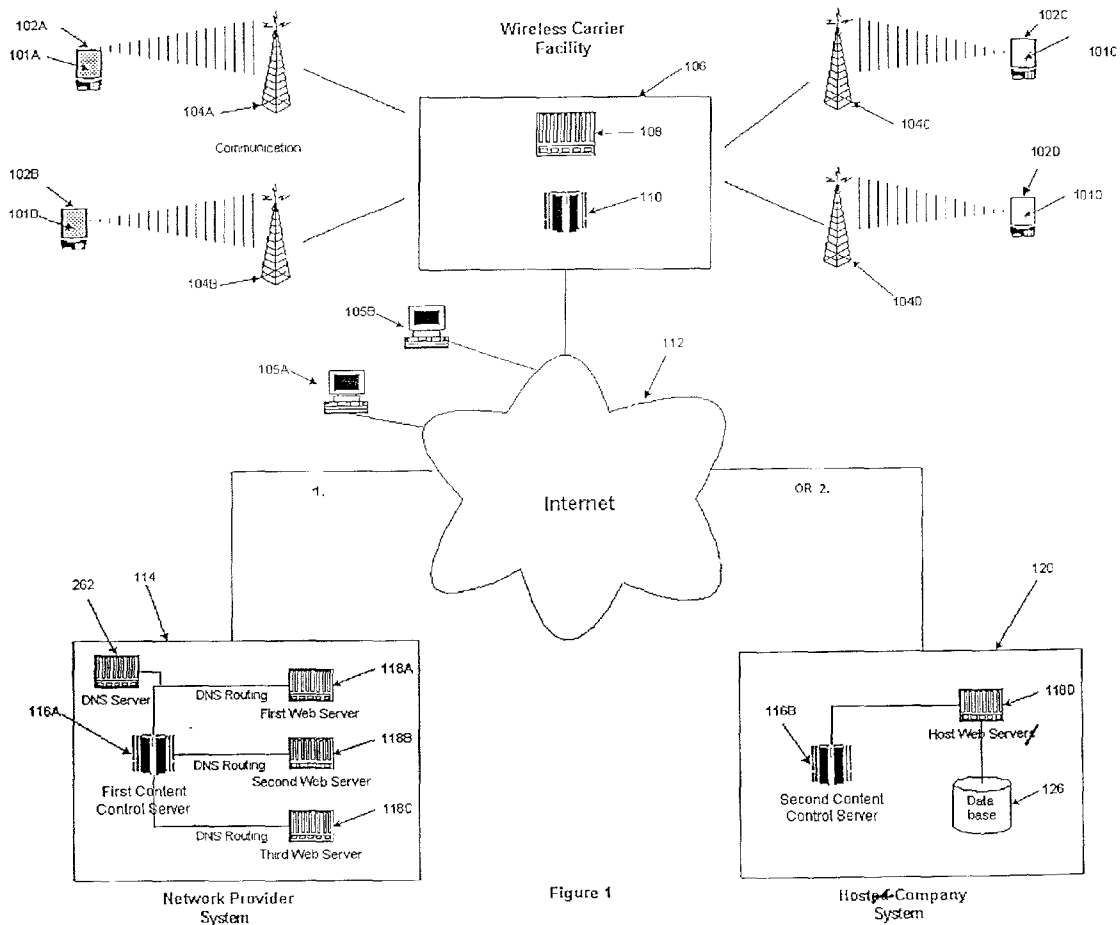 102A
101A
104A
Communication
102B
101B
104B
Wireless Carrier
Facility
106
108
110
102C
101C
104C
102D
101D
104D
105B
105A
112
Internet
1.
OR 2.
262
114
DNS Server
116A
First Content
Control Server
DNS Routing
118A
First Web Server
DNS Routing
118B
Second Web Server
DNS Routing
118C
Third Web Server
Network Provider
System
Figure 1
120
116B
Second Content
Control Server
118D
Host Web Servers
Data
base
126
Hosted Company
System